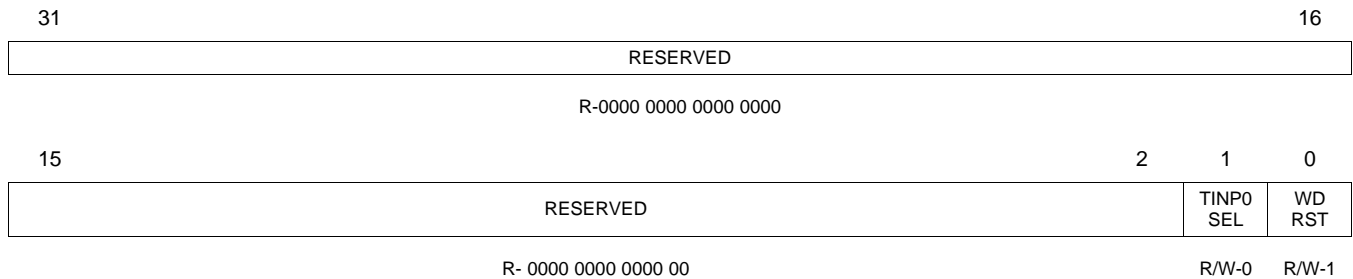 31 16
RESERVED
R-0000 0000 0000 0000
15 2 1 0
RESERVED TINP0 SEL WD RST
R- 0000 0000 0000 00 R/W-0 R/W-1